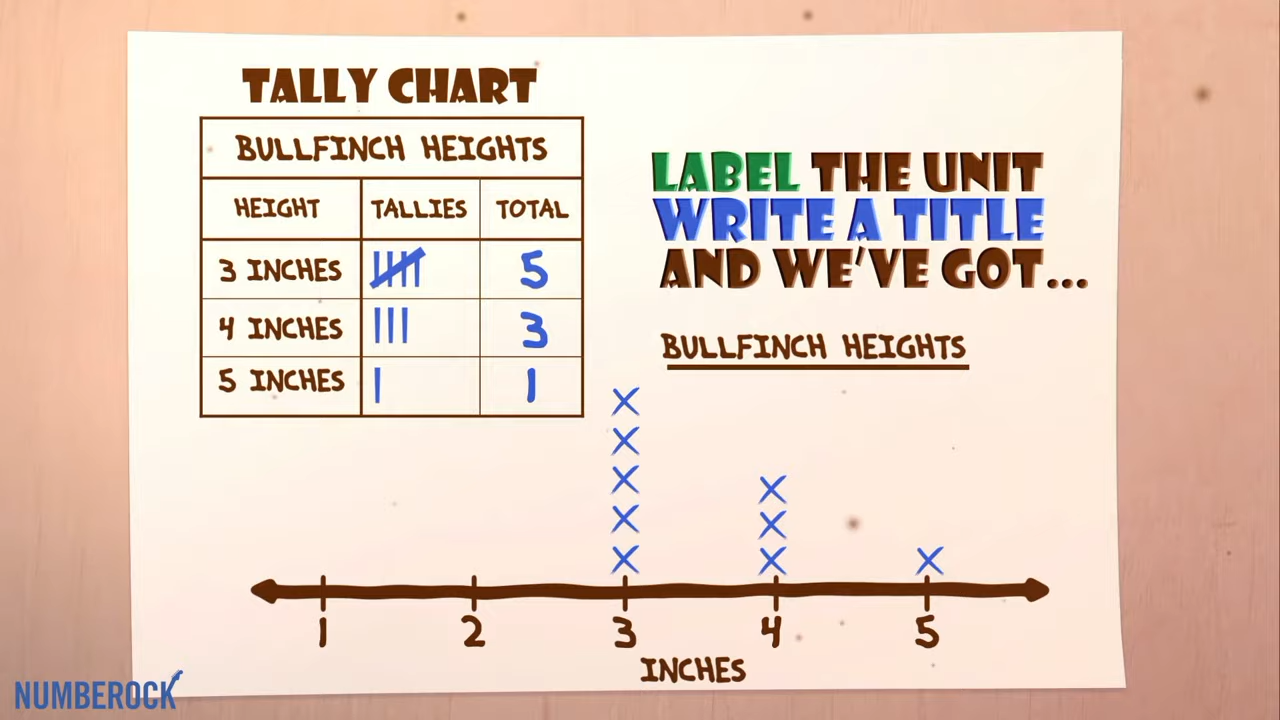 TALLY CHART
BULLFINCH HEIGHTS
HEIGHT TALLIES TOTAL
3 INCHES 5
4 INCHES 3
5 INCHES 1
LABEL THE UNIT
WRITE A TITLE
AND WE'VE GOT...
BULLFINCH HEIGHTS
1 2 3 4 5
INCHES
NUMBEROCK